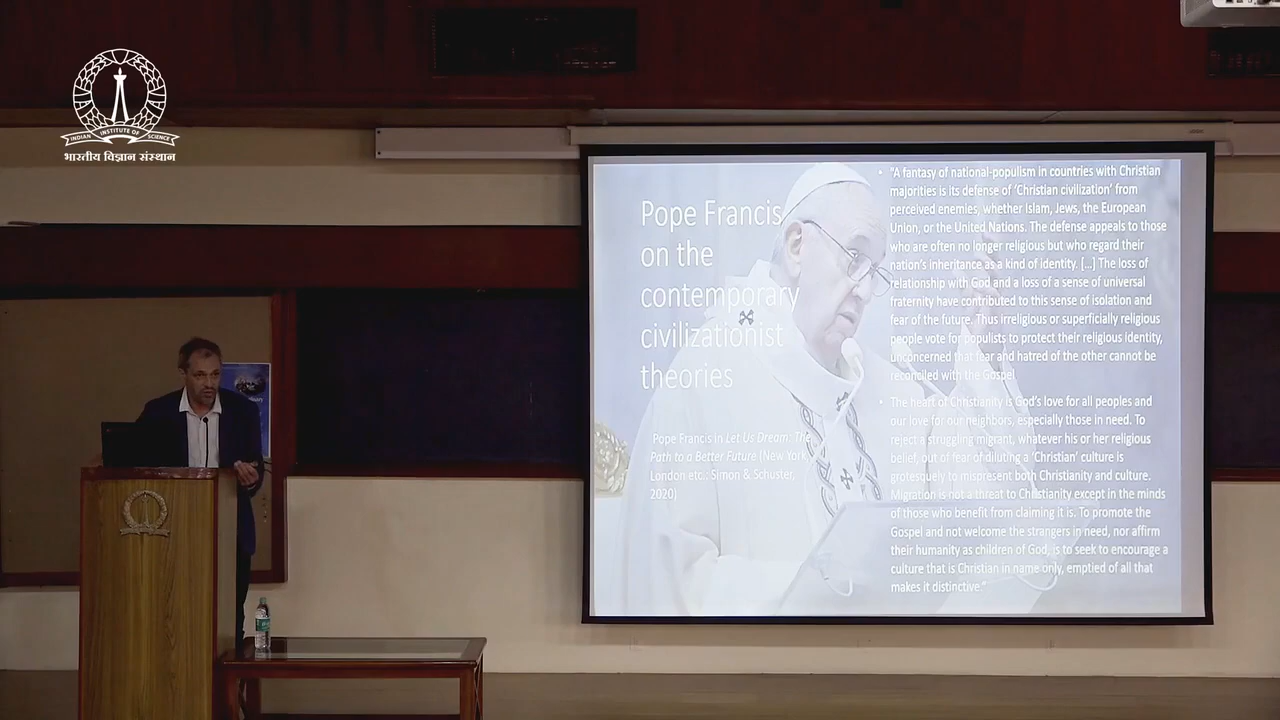 INDIAN INSTITUTE OF SCIENCE
भारतीय विज्ञान संस्थान
Pope Francis
on the
contemporary
civilizationist
theories
Pope Francis in Let Us Dream: The
Path to a Better Future (New York,
London etc.: Simon & Schuster,
2020)
• "A fantasy of national-populism in countries with Christian
majorities is its defense of 'Christian civilization' from
perceived enemies, whether Islam, Jews, the European
Union, or the United Nations. The defense appeals to those
who are often no longer religious but who regard their
nation's inheritance as a kind of identity. [...] The loss of
relationship with God and a loss of a sense of universal
fraternity have contributed to this sense of isolation and
fear of the future. Thus irreligious or superficially religious
people vote for populists to protect their religious identity,
unconcerned that fear and hatred of the other cannot be
reconciled with the Gospel
• The heart of Christianity is God's love for all peoples and
our love for our neighbors, especially those in need. To
reject a struggling migrant, whatever his or her religious
belief, out of fear of diluting a 'Christian' culture is
grotesquely to mispresent both Christianity and culture.
Migration is not a threat to Christianity except in the minds
of those who benefit from claiming it is. To promote the
Gospel and not welcome the strangers in need, nor affirm
their humanity as children of God, is to seek to encourage a
culture that is Christian in name only, emptied of all that
makes it distinctive."